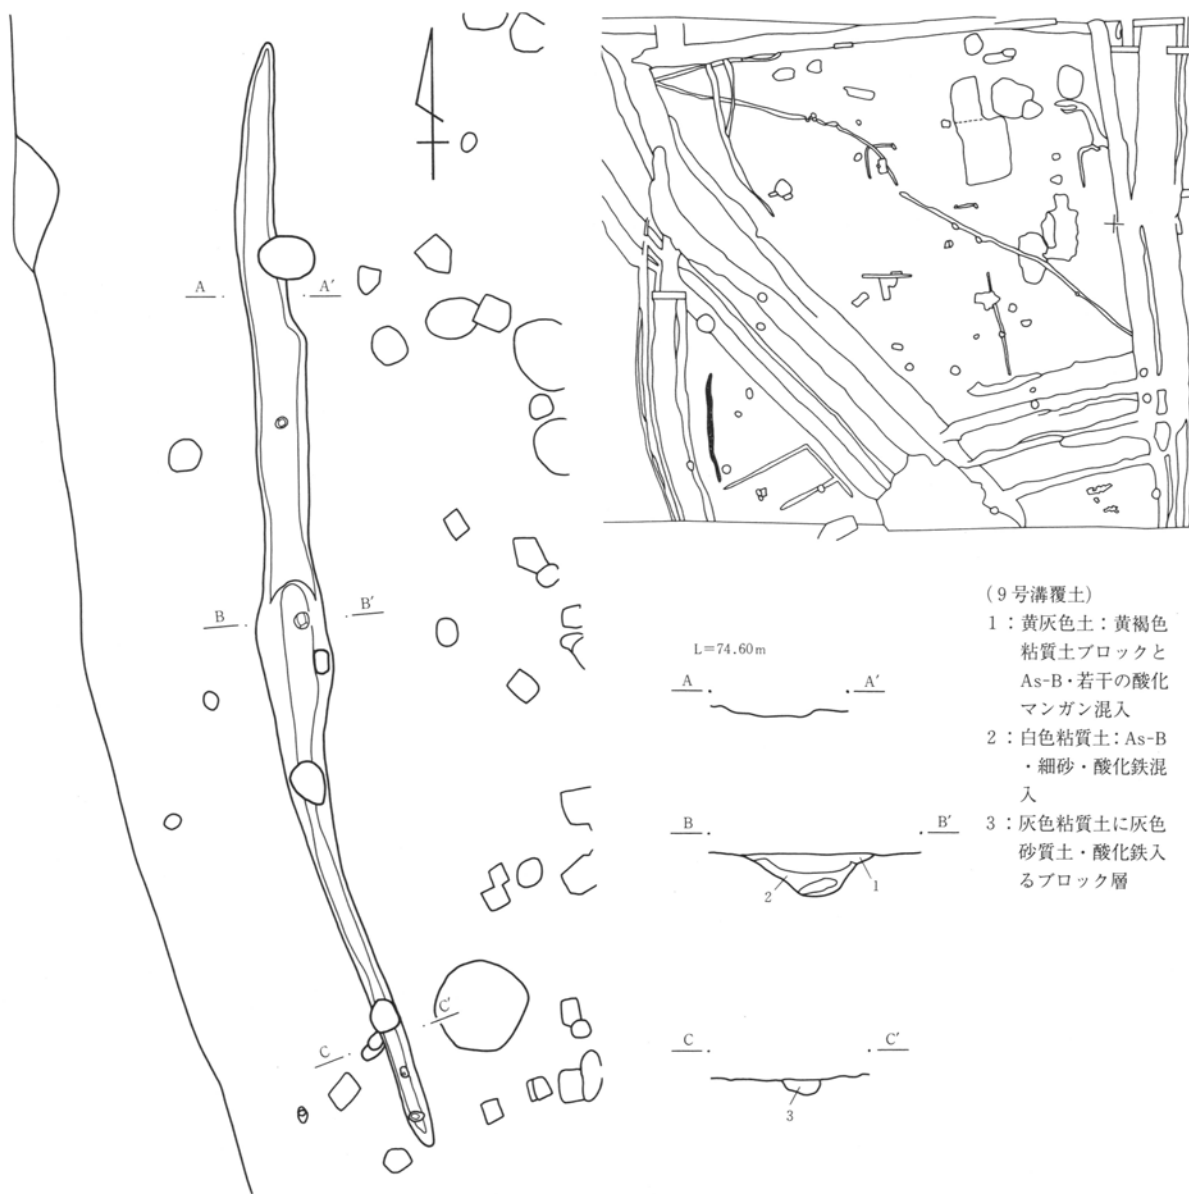 A
A'
B
B'
C
C'
(9号溝覆土)
1：黄灰色土：黄褐色
粘質土ブロックと
As-B・若干の酸化
マンガン混入
2：白色粘質土：As-B
・細砂・酸化鉄混
入
3：灰色粘質土に灰色
砂質土・酸化鉄入
るブロック層
L=74.60m
A
A'
B
B'
2
1
C
C'
3